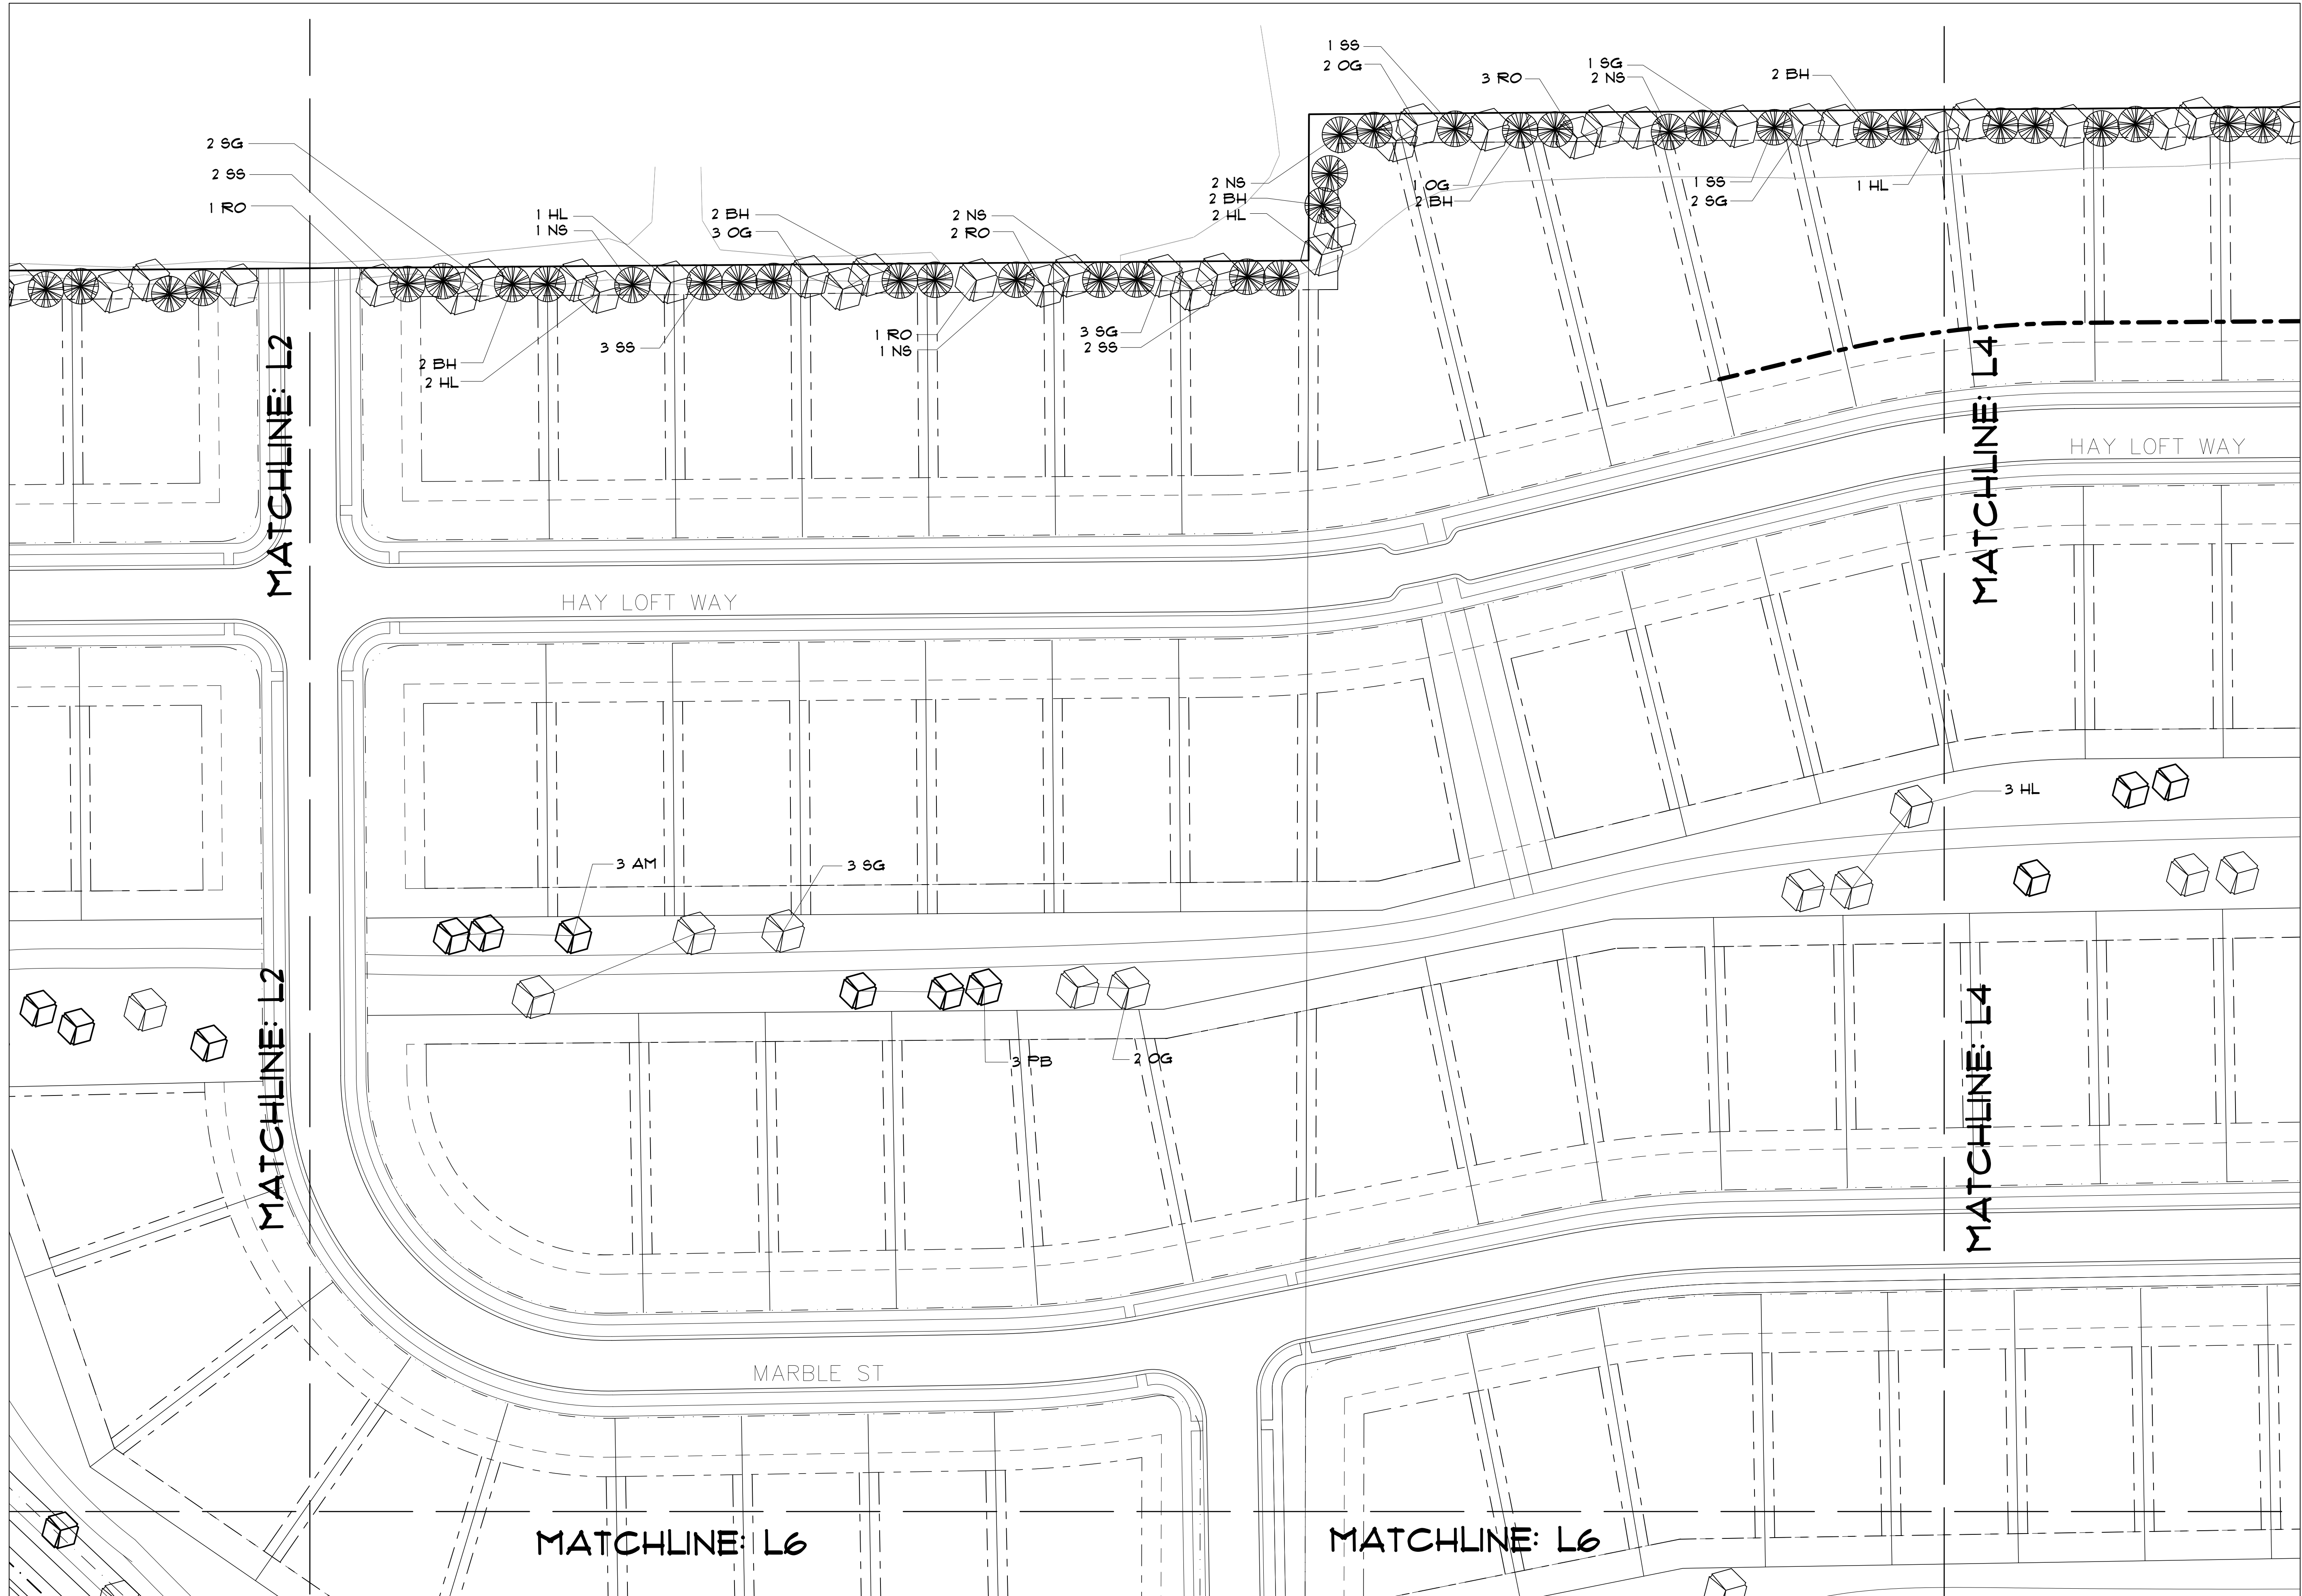 1 SS
2 OG
3 RO
1 SG
2 NS
2 BH
2 SG
2 SS
1 RO
1 HL
1 NS
2 BH
3 OG
2 NS
2 RO
2 NS
2 BH
2 HL
1 OG
2 BH
1 SS
2 SG
1 HL
2 BH
2 HL
3 SS
1 RO
1 NS
3 SG
2 SS
MATCHLINE: L2
MATCHLINE: L4
HAY LOFT WAY
HAY LOFT WAY
3 HL
3 AM
3 SG
MATCHLINE: L2
MATCHLINE: L4
3 PB
2 OG
MARBLE ST
MATCHLINE: L6
MATCHLINE: L6